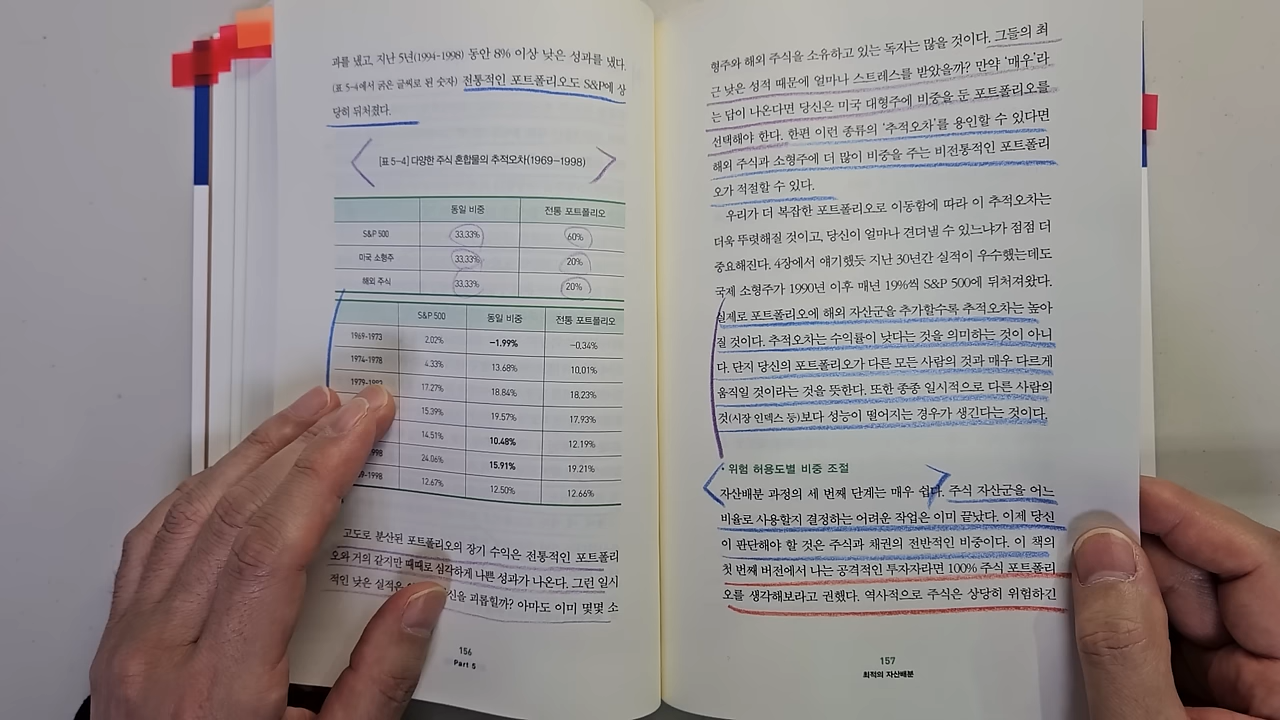 과를 냈고, 지난 5년(1994-1998) 동안 8% 이상 낮은 성과를 냈다.
(표 5-4에서 굵은 글씨로 된 숫자) 전통적인 포트폴리오도 S&P에 상
당히 뒤처졌다.
[표 5-4] 다양한 주식 혼합물의 추적오차(1969-1998)
동일 비중 전통 포트폴리오
S&P 500 33.33% 60%
미국 소형주 33.33% 20%
해외 주식 33.33% 20%
S&P 500 동일 비중 전통 포트폴리오
1969-1973 2.02% -1.99% -0.34%
1974-1978 4.33% 13.68% 10.01%
17.27% 18.84% 18.23%
15.39% 19.57% 17.93%
14.51% 10.48% 12.19%
24.06% 15.91% 19.21%
12.67% 12.50% 12.66%
고도로 분산된 포트폴리오의 장기 수익은 전통적인 포트폴리
오와 거의 같지만 때때로 심각하게 나쁜 성과가 나온다. 그런 일시
적인 낮은 실적은 괴롭힐까? 아마도 이미 몇몇 소
156
Part 5
형주와 해외 주식을 소유하고 있는 독자는 많을 것이다. 그들의 최
근 낮은 성적 때문에 얼마나 스트레스를 받았을까? 만약 '매우'라
는 답이 나온다면 당신은 미국 대형주에 비중을 둔 포트폴리오를
선택해야 한다. 한편 이런 종류의 '추적오차'를 용인할 수 있다면
해외 주식과 소형주에 더 많이 비중을 주는 비전통적인 포트폴리
오가 적절할 수 있다.
우리가 더 복잡한 포트폴리오로 이동함에 따라 이 추적오차는
더욱 뚜렷해질 것이고, 당신이 얼마나 견뎌낼 수 있느냐가 점점 더
중요해진다. 4장에서 얘기했듯 지난 30년간 실적이 우수했는데도
국제 소형주가 1990년 이후 매년 19%씩 S&P 500에 뒤처져왔다.
실제로 포트폴리오에 해외 자산군을 추가할수록 추적오차는 높아
질 것이다. 추적오차는 수익률이 낮다는 것을 의미하는 것이 아니
다. 단지 당신의 포트폴리오가 다른 모든 사람의 것과 매우 다르게
움직일 것이라는 것을 뜻한다. 또한 종종 일시적으로 다른 사람의
것(시장 인덱스 등)보다 성능이 떨어지는 경우가 생긴다는 것이다.
· 위험 허용도별 비중 조절
자산배분 과정의 세 번째 단계는 매우 쉽다. 주식 자산군을 어느
비율로 사용할지 결정하는 어려운 작업은 이미 끝났다. 이제 당신
이 판단해야 할 것은 주식과 채권의 전반적인 비중이다. 이 책의
첫 번째 버전에서 나는 공격적인 투자자라면 100% 주식 포트폴리
오를 생각해보라고 권했다. 역사적으로 주식은 상당히 위험하긴
157
최적의 자산배분